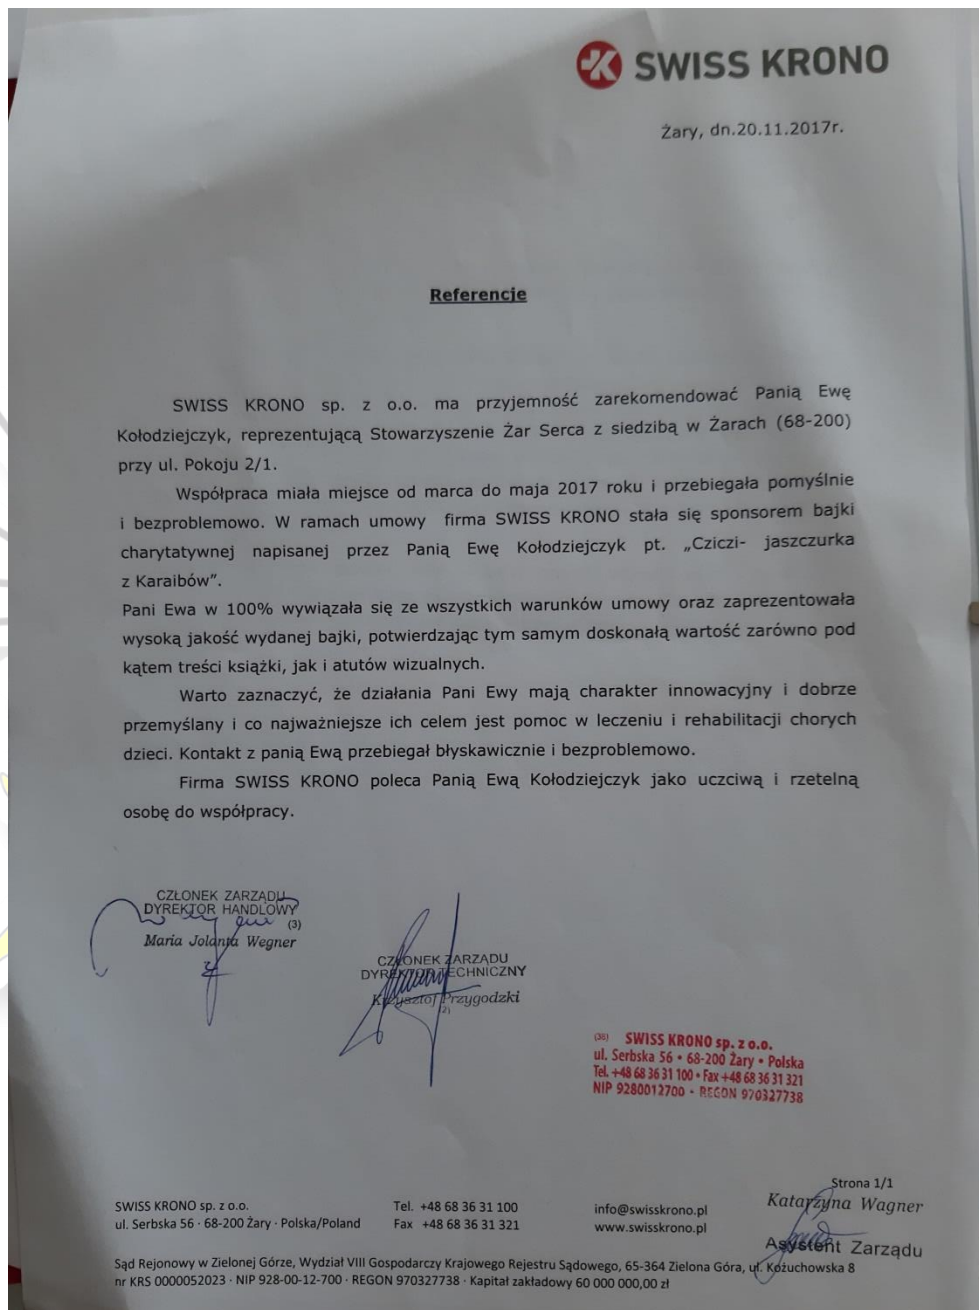 SWISS KRONO
Żary, dn.20.11.2017r.
Referencje
SWISS KRONO sp. z o.o. ma przyjemność zarekomendować Panią Ewę
Kołodziejczyk, reprezentującą Stowarzyszenie Żar Serca z siedzibą w Żarach (68-200)
przy ul. Pokoju 2/1.
Współpraca miała miejsce od marca do maja 2017 roku i przebiegała pomyślnie
i bezproblemowo. W ramach umowy firma SWISS KRONO stała się sponsorem bajki
charytatywnej napisanej przez Panią Ewę Kołodziejczyk pt. „Cziczi- jaszczurka
z Karaibów”.
Pani Ewa w 100% wywiązała się ze wszystkich warunków umowy oraz zaprezentowała
wysoką jakość wydanej bajki, potwierdzając tym samym doskonałą wartość zarówno pod
kątem treści książki, jak i atutów wizualnych.
Warto zaznaczyć, że działania Pani Ewy mają charakter innowacyjny i dobrze
przemyślany i co najważniejsze ich celem jest pomoc w leczeniu i rehabilitacji chorych
dzieci. Kontakt z panią Ewą przebiegał błyskawicznie i bezproblemowo.
Firma SWISS KRONO poleca Panią Ewą Kołodziejczyk jako uczciwą i rzetelną
osobę do współpracy.
CZŁONEK ZARZĄDU
DYREKTOR HANDLOWY
(3)
Maria Jolanta Wegner
CZŁONEK ZARZĄDU
DYREKTOR TECHNICZNY
Krzysztof Przygodzki
(2)
(38) SWISS KRONO sp. z o.o.
ul. Serbska 56 • 68-200 Żary • Polska
Tel. +48 68 36 31 100 • Fax +48 68 36 31 321
NIP 9280012700 • REGON 970327738
Strona 1/1
Katarzyna Wagner
Asystent Zarządu
SWISS KRONO sp. z o.o.
ul. Serbska 56 · 68-200 Żary · Polska/Poland
Tel. +48 68 36 31 100
Fax +48 68 36 31 321
info@swisskrono.pl
www.swisskrono.pl
Sąd Rejonowy w Zielonej Górze, Wydział VIII Gospodarczy Krajowego Rejestru Sądowego, 65-364 Zielona Góra, ul. Kożuchowska 8
nr KRS 0000052023 · NIP 928-00-12-700 · REGON 970327738 · Kapitał zakładowy 60 000 000,00 zł